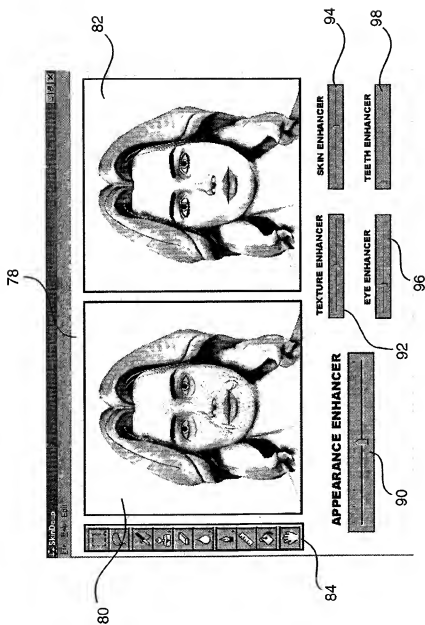 78
SkinDeep
80
82
84
APPEARANCE ENHANCER
90
TEXTURE ENHANCER
92
SKIN ENHANCER
94
EYE ENHANCER
96
TEETH ENHANCER
98